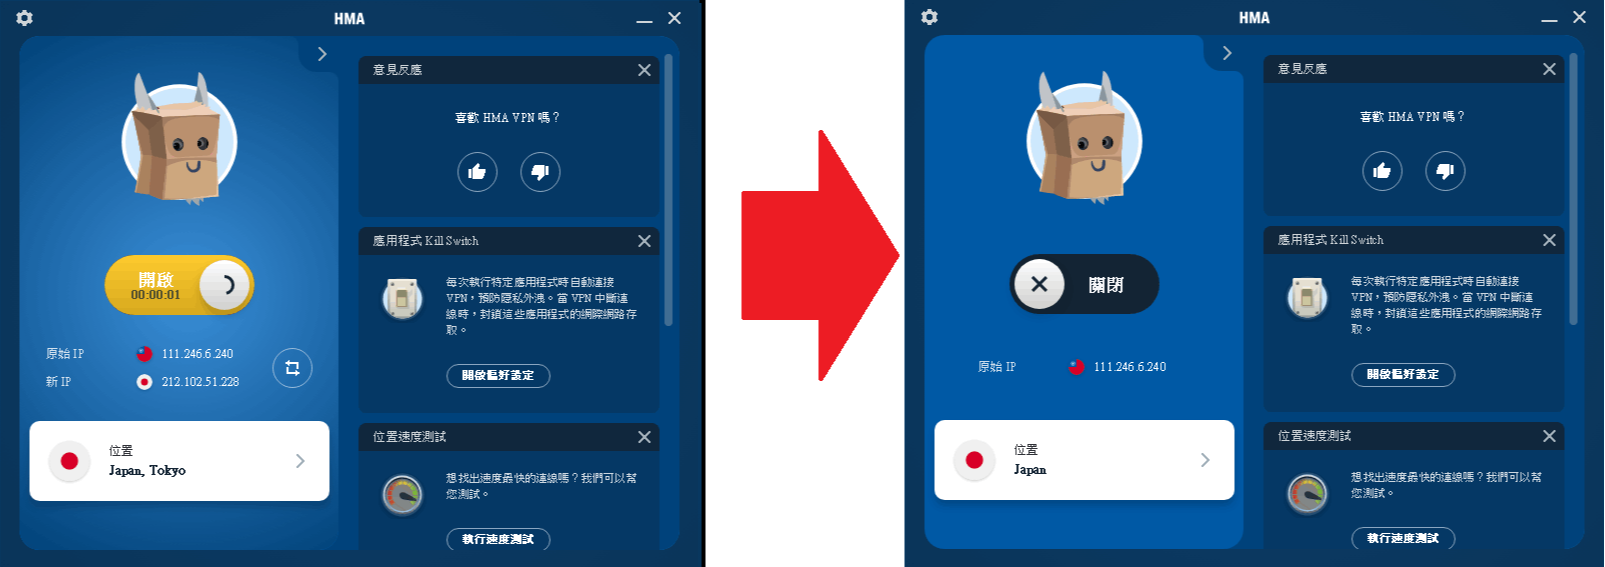 HMA
開啟
00:00:01
原始 IP 111.246.6.240
新 IP 212.102.51.228
位置
Japan, Tokyo
意見反應
喜歡 HMA VPN 嗎？
應用程式 Kill Switch
每次執行特定應用程式時自動連接
VPN，預防隱私外洩。當 VPN 中斷連
線時，封鎖這些應用程式的網際網路存
取。
開啟偏好設定
位置速度測試
想找出速度最快的連線嗎？我們可以幫
您測試。
執行速度測試
HMA
關閉
原始 IP 111.246.6.240
位置
Japan
意見反應
喜歡 HMA VPN 嗎？
應用程式 Kill Switch
每次執行特定應用程式時自動連接
VPN，預防隱私外洩。當 VPN 中斷連
線時，封鎖這些應用程式的網際網路存
取。
開啟偏好設定
位置速度測試
想找出速度最快的連線嗎？我們可以幫
您測試。
執行速度測試